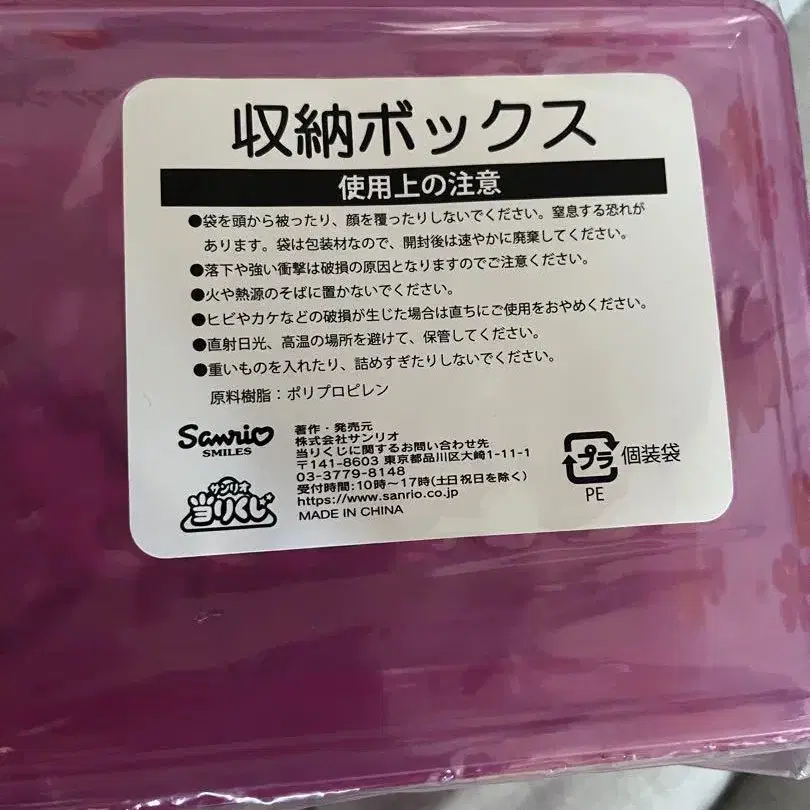 収納ボックス
使用上の注意
●袋を頭から被ったり、顔を覆ったりしないでください。窒息する恐れが
あります。袋は包装材なので、開封後は速やかに廃棄してください。
●落下や強い衝撃は破損の原因となりますのでご注意ください。
●火や熱源のそばに置かないでください。
●ヒビやカケなどの破損が生じた場合は直ちにご使用をおやめください。
●直射日光、高温の場所を避けて、保管してください。
●重いものを入れたり、詰めすぎたりしないでください。
原料樹脂：ポリプロピレン
Sanrio
SMILES
サンリオ
当りくじ
著作・発売元
株式会社サンリオ
当りくじに関するお問い合わせ先
〒141-8603 東京都品川区大崎1-11-1
03-3779-8148
受付時間:10時〜17時(土日祝日を除く)
https://www.sanrio.co.jp
MADE IN CHINA
プラ 個装袋
PE